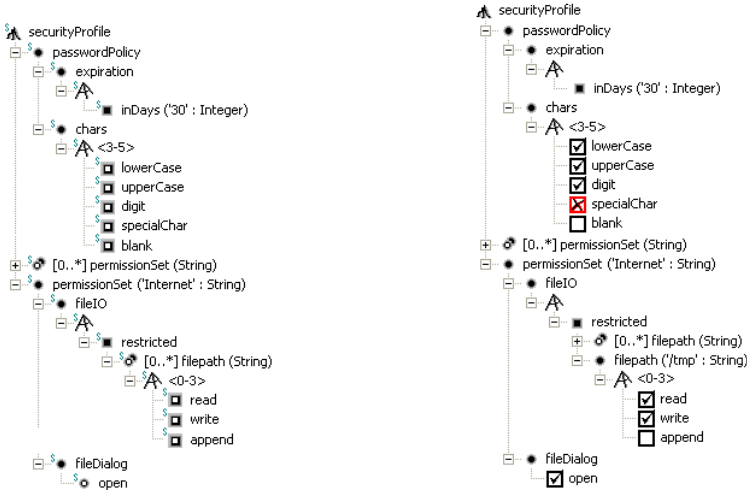 securityProfile
passwordPolicy
expiration
inDays ('30' : Integer)
chars
<3-5>
lowerCase
upperCase
digit
specialChar
blank
[0..*] permissionSet (String)
permissionSet ('Internet' : String)
fileIO
restricted
[0..*] filepath (String)
<0-3>
read
write
append
fileDialog
open
securityProfile
passwordPolicy
expiration
inDays ('30' : Integer)
chars
<3-5>
lowerCase
upperCase
digit
specialChar
blank
[0..*] permissionSet (String)
permissionSet ('Internet' : String)
fileIO
restricted
[0..*] filepath (String)
filepath ('/tmp' : String)
<0-3>
read
write
append
fileDialog
open